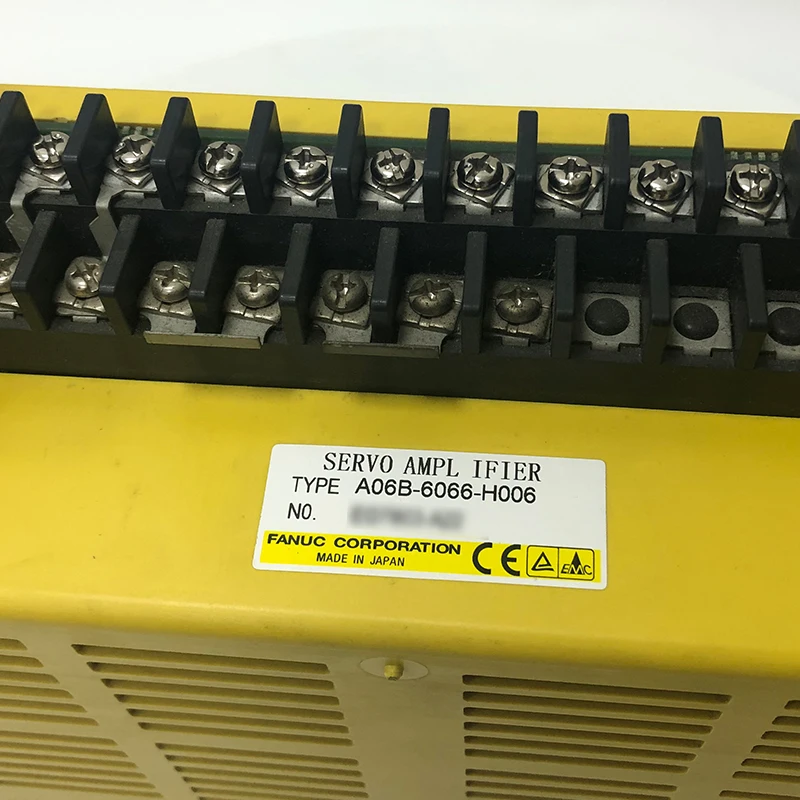 SERVO AMPL IFIER
TYPE A06B-6066-H006
NO.
FANUC CORPORATION
MADE IN JAPAN
CE
EMC